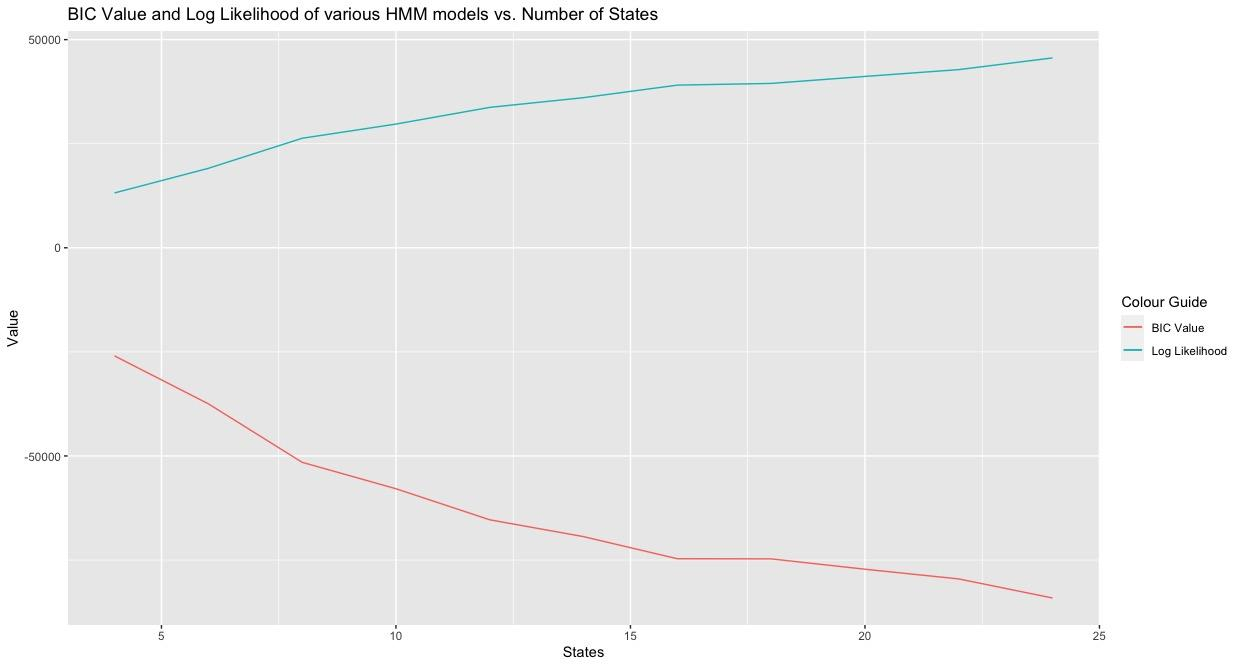 BIC Value and Log Likelihood of various HMM models vs. Number of States
50000
0
-50000
Value
5
10
15
20
25
States
Colour Guide
BIC Value
Log Likelihood